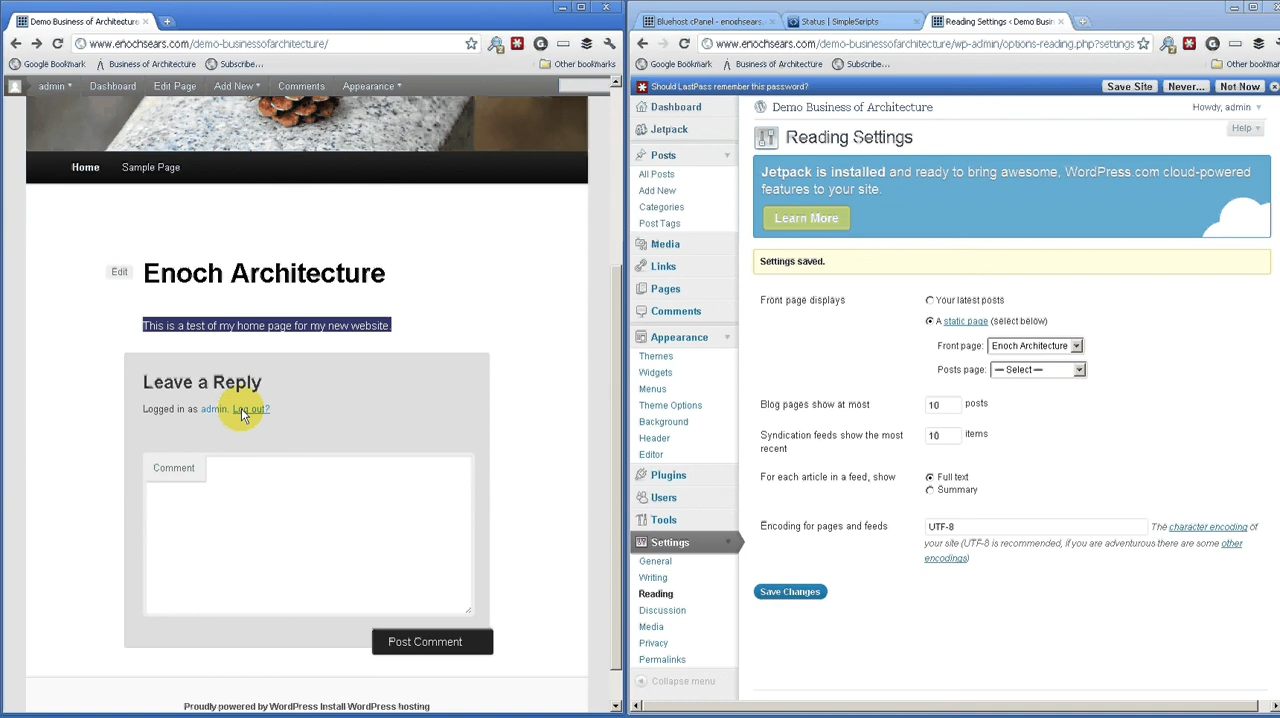 Demo Business of Architecture
www.enochsears.com/demo-businessofarchitecture/
Google Bookmark
Business of Architecture
Subscribe...
Other bookmarks
admin
Dashboard
Edit Page
Add New
Comments
Appearance
Home
Sample Page
Edit
Enoch Architecture
This is a test of my home page for my new website.
Leave a Reply
Logged in as admin. Log out?
Comment
Post Comment
Proudly powered by WordPress Install WordPress hosting
Bluehost cPanel - enochsears.
Status | SimpleScripts
Reading Settings ‹ Demo Busin
www.enochsears.com/demo-businessofarchitecture/wp-admin/options-reading.php?settings
Google Bookmark
Business of Architecture
Subscribe...
Other bookmar
Should LastPass remember this password?
Save Site
Never...
Not Now
Dashboard
Jetpack
Posts
All Posts
Add New
Categories
Post Tags
Media
Links
Pages
Comments
Appearance
Themes
Widgets
Menus
Theme Options
Background
Header
Editor
Plugins
Users
Tools
Settings
General
Writing
Reading
Discussion
Media
Privacy
Permalinks
Collapse menu
Demo Business of Architecture
Howdy, admin
Reading Settings
Help
Jetpack is installed and ready to bring awesome, WordPress.com cloud-powered
features to your site.
Learn More
Settings saved.
Front page displays
Your latest posts
A static page (select below)
Front page: Enoch Architecture
Posts page: — Select —
Blog pages show at most 10 posts
Syndication feeds show the most
recent
10 items
For each article in a feed, show
Full text
Summary
Encoding for pages and feeds UTF-8 The character encoding of
your site (UTF-8 is recommended, if you are adventurous there are some other
encodings)
Save Changes